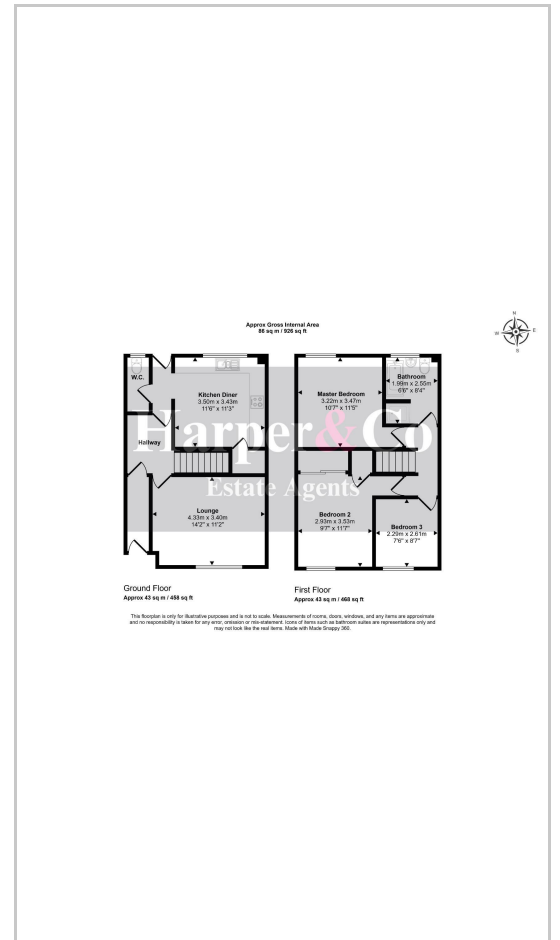 Approx Gross Internal Area
86 sq m / 926 sq ft
N
W E
S
W.C.
Kitchen Diner
3.50m x 3.43m
11'6" x 11'3"
Hallway
Lounge
4.33m x 3.40m
14'2" x 11'2"
Master Bedroom
3.22m x 3.47m
10'7" x 11'5"
Bathroom
1.99m x 2.55m
6'6" x 8'4"
Bedroom 2
2.93m x 3.53m
9'7" x 11'7"
Bedroom 3
2.29m x 2.61m
7'6" x 8'7"
Harper&Co
Estate Agents
Ground Floor
Approx 43 sq m / 458 sq ft
First Floor
Approx 43 sq m / 468 sq ft
This floorplan is only for illustrative purposes and is not to scale. Measurements of rooms, doors, windows, and any items are approximate
and no responsibility is taken for any error, omission or mis-statement. Icons of items such as bathroom suites are representations only and
may not look like the real items. Made with Made Snappy 360.